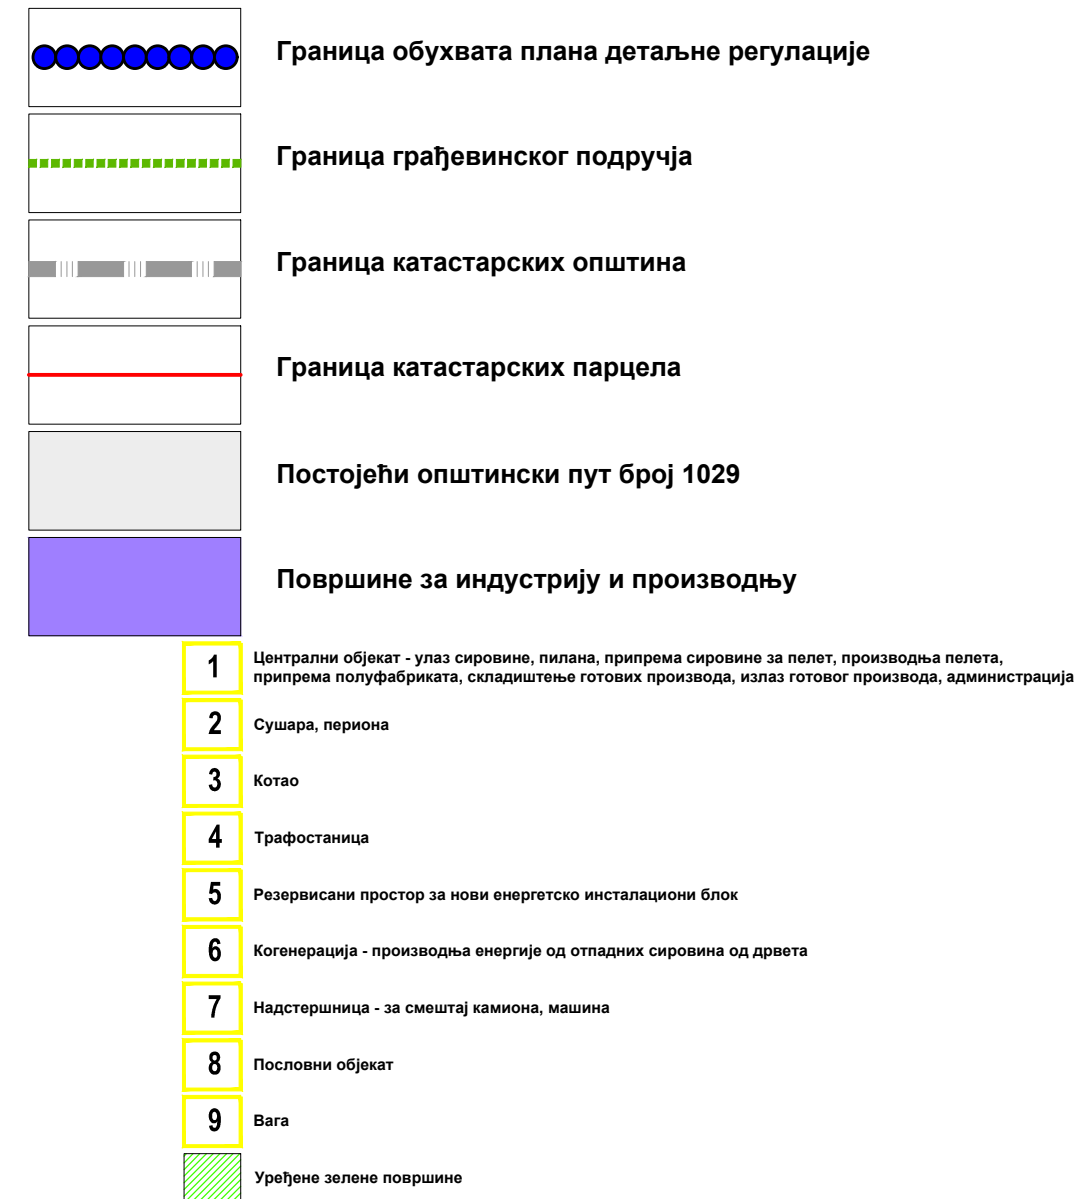 Граница обухвата плана детаљне регулације
Граница грађевинског подручја
Граница катастарских општина
Граница катастарских парцела
Постојећи општински пут број 1029
Површине за индустрију и производњу
1 Централни објекат - улаз сировине, пилана, припрема сировине за пелет, производња пелета,
припрема полуфабриката, складиштење готових производа, излаз готовог производа, администрација
2 Сушара, периона
3 Котао
4 Трафостаница
5 Резервисани простор за нови енергетско инсталациони блок
6 Когенерација - производња енергије од отпадних сировина од дрвета
7 Надстершница - за смештај камиона, машина
8 Пословни објекат
9 Вага
Уређене зелене површине